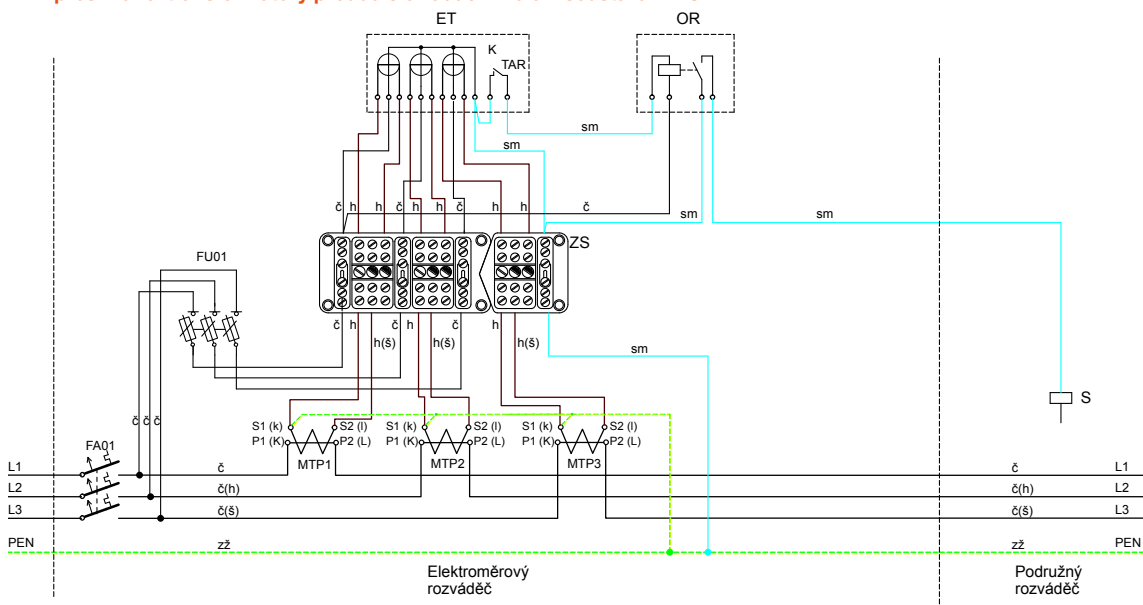 ET
OR
K
TAR
sm
sm
č h h č h h č h h č
sm
sm
ZS
FU01
č h č h č h
h(š) h(š) h(š)
sm
S
č č č
S1 (k) S2 (l) S1 (k) S2 (l) S1 (k) S2 (l)
P1 (K) P2 (L) P1 (K) P2 (L) P1 (K) P2 (L)
FA01
MTP1 MTP2 MTP3
L1 č č L1
L2 č(h) č(h) L2
L3 č(š) č(š) L3
PEN zž zž PEN
Elektroměrový
rozváděč
Podružný
rozváděč